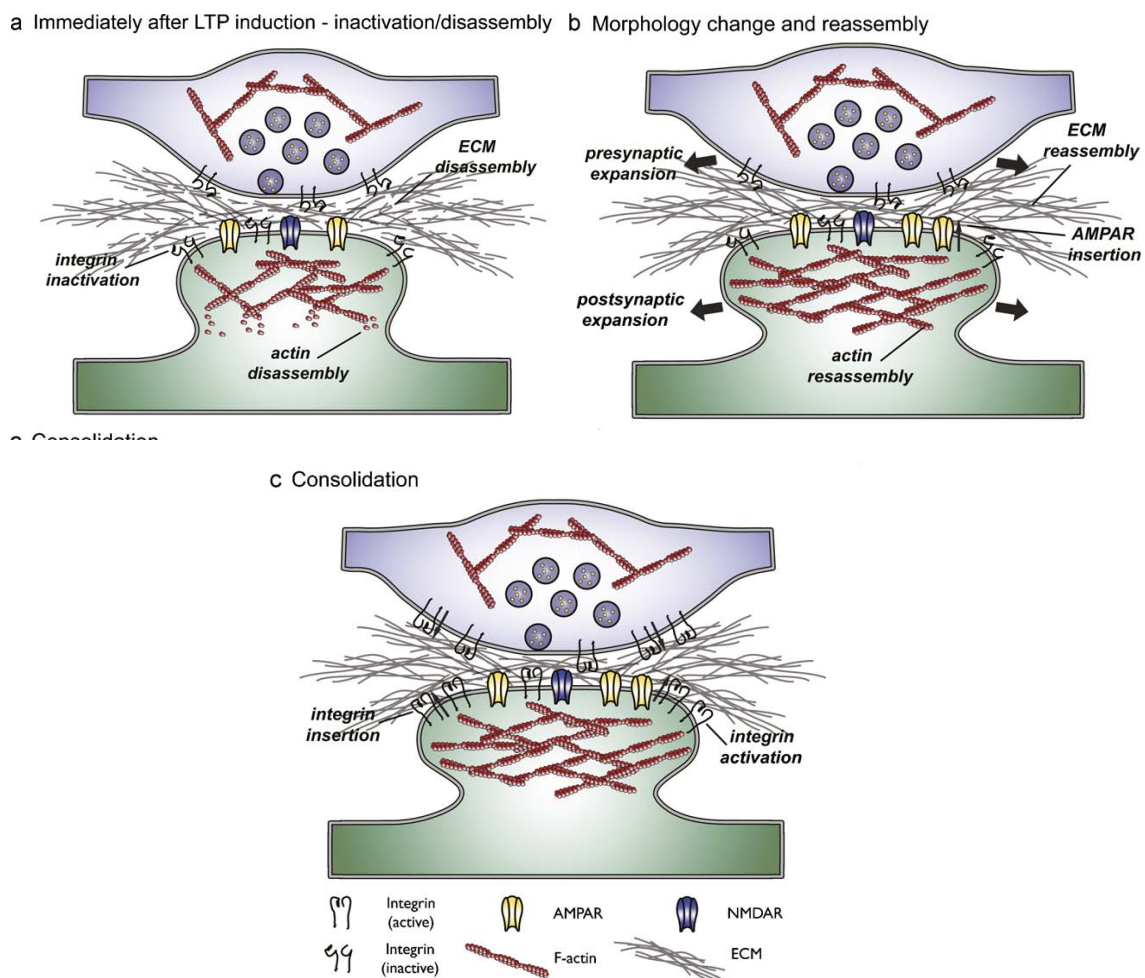 a Immediately after LTP induction - inactivation/disassembly
ECM
disassembly
integrin
inactivation
actin
disassembly
b Morphology change and reassembly
presynaptic
expansion
ECM
reassembly
AMPAR
insertion
postsynaptic
expansion
actin
resassembly
c Consolidation
integrin
insertion
integrin
activation
Integrin
(active)
AMPAR
NMDAR
Integrin
(inactive)
F-actin
ECM